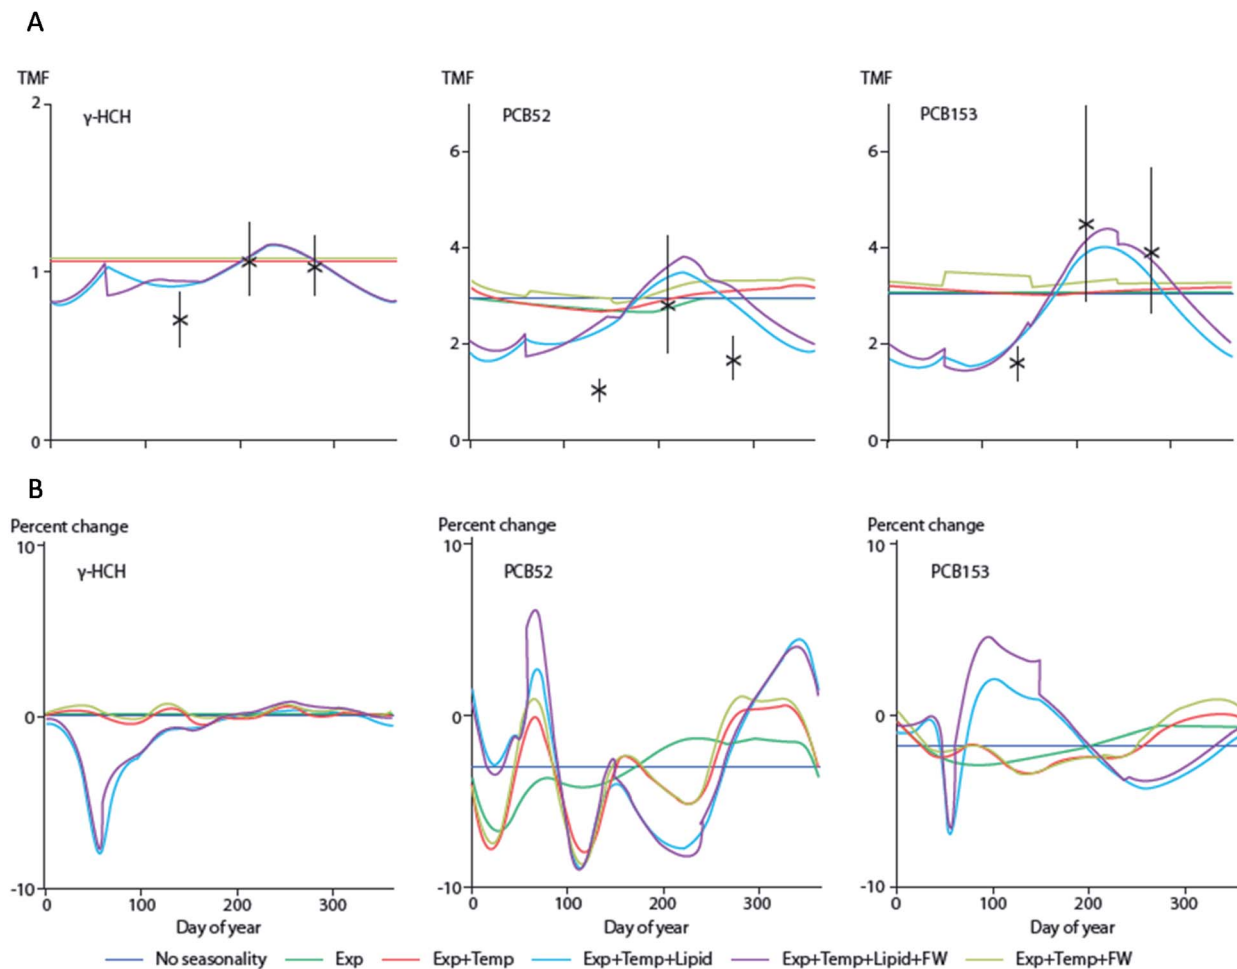 A
TMF
TMF
TMF
γ-HCH
PCB52
PCB153
2
1
0
6
4
2
0
6
4
2
0
B
Percent change
Percent change
Percent change
γ-HCH
PCB52
PCB153
10
0
-10
10
0
-10
10
0
-10
0 100 200 300
0 100 200 300
0 100 200 300
Day of year
Day of year
Day of year
No seasonality Exp Exp+Temp Exp+Temp+Lipid Exp+Temp+Lipid+FW Exp+Temp+FW